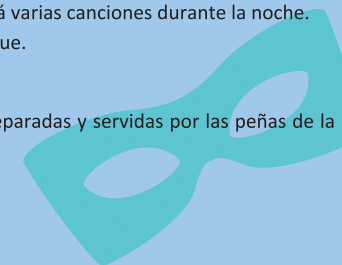 á varias canciones durante la noche.
ue.
eparadas y servidas por las peñas de la